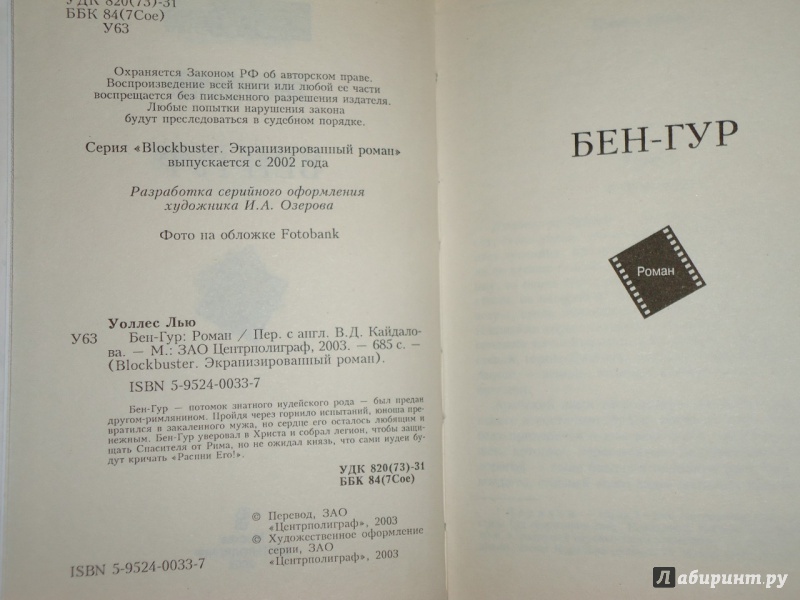 УДК 820(73)-31
ББК 84(7Сое)
У63
Охраняется Законом РФ об авторском праве.
Воспроизведение всей книги или любой ее части
воспрещается без письменного разрешения издателя.
Любые попытки нарушения закона
будут преследоваться в судебном порядке.
Серия «Blockbuster. Экранизированный роман»
выпускается с 2002 года
Разработка серийного оформления
художника И.А. Озерова
Фото на обложке Fotobank
Уоллес Лью
У63 Бен-Гур: Роман / Пер. с англ. В.Д. Кайдало-
ва. — М.: ЗАО Центрполиграф, 2003. — 685 с. —
(Blockbuster. Экранизированный роман).
ISBN 5-9524-0033-7
Бен-Гур — потомок знатного иудейского рода — был предан
другом-римлянином. Пройдя через горнило испытаний, юноша пре-
вратился в закаленного мужа, но сердце его осталось любящим и
нежным. Бен-Гур уверовал в Христа и собрал легион, чтобы защи-
щать Спасителя от Рима, но не ожидал князь, что сами иудеи бу-
дут кричать «Распни Его!».
УДК 820(73)-31
ББК 84(7Сое)
© Перевод, ЗАО
«Центрполиграф», 2003
© Художественное оформление
серии, ЗАО
«Центрполиграф», 2003
ISBN 5-9524-0033-7
БЕН-ГУР
Роман
Лабиринт.ру